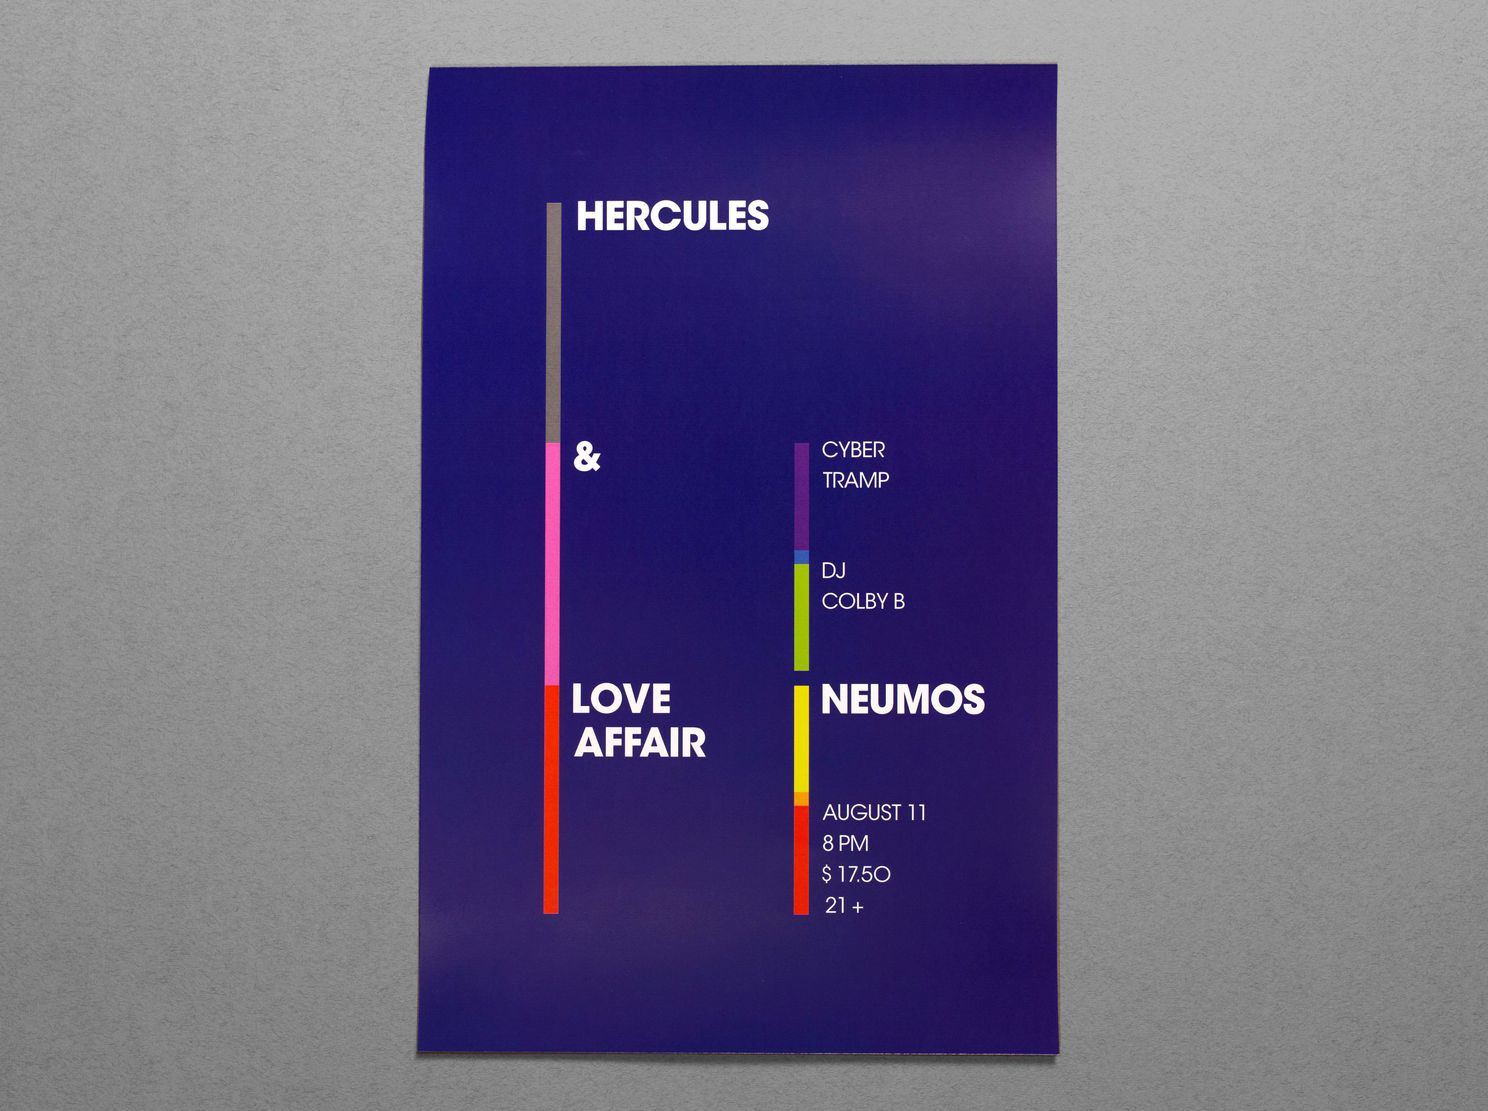 HERCULES
&
LOVE
AFFAIR
CYBER
TRAMP
DJ
COLBY B
NEUMOS
AUGUST 11
8 PM
$ 17.50
21 +